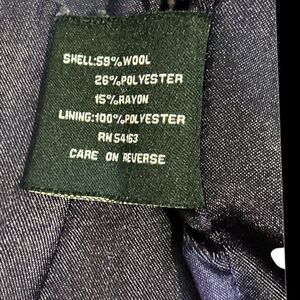 SHELL:59%WOOL
26%POLYESTER
15%RAYON
LINING:100%POLYESTER
RN 54163
CARE ON REVERSE